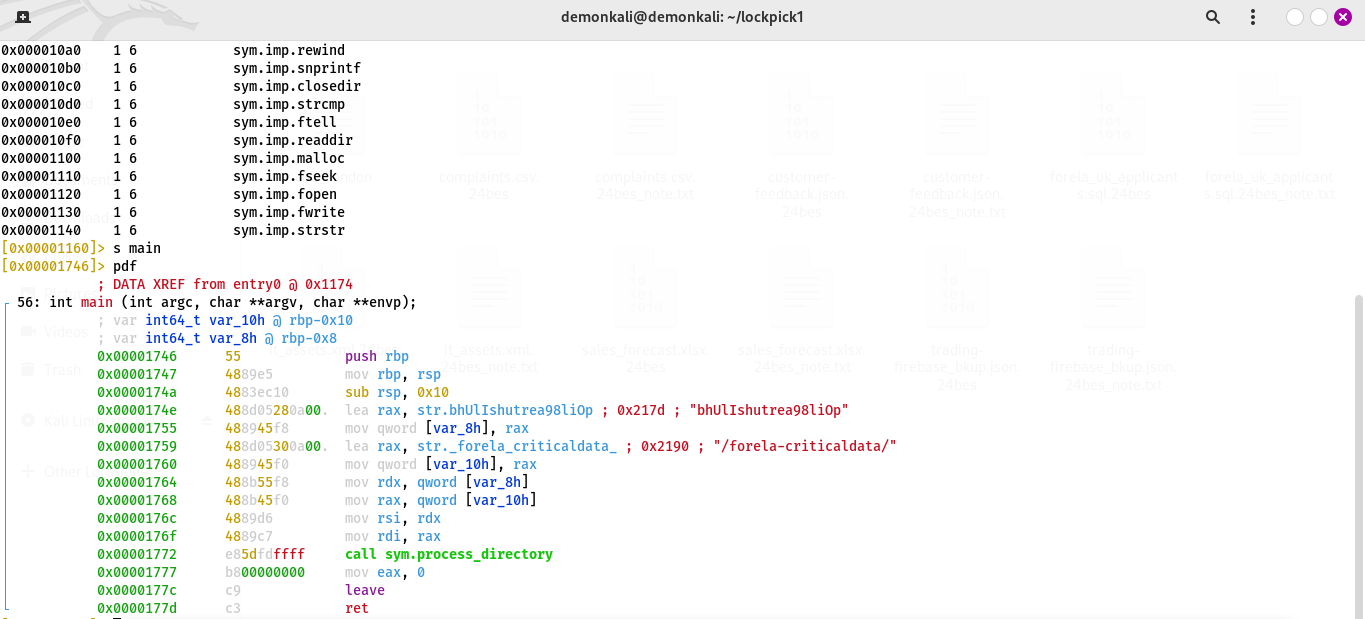 demonkali@demonkali: ~/lockpick1
0x000010a0    1 6            sym.imp.rewind
0x000010b0    1 6            sym.imp.snprintf
0x000010c0    1 6            sym.imp.closedir
0x000010d0    1 6            sym.imp.strcmp
0x000010e0    1 6            sym.imp.ftell
0x000010f0    1 6            sym.imp.readdir
0x00001100    1 6            sym.imp.malloc
0x00001110    1 6            sym.imp.fseek
0x00001120    1 6            sym.imp.fopen
0x00001130    1 6            sym.imp.fwrite
0x00001140    1 6            sym.imp.strstr
[0x00001160]> s main
[0x00001746]> pdf
; DATA XREF from entry0 @ 0x1174
56: int main (int argc, char **argv, char **envp);
; var int64_t var_10h @ rbp-0x10
; var int64_t var_8h @ rbp-0x8
0x00001746      55             push rbp
0x00001747      4889e5         mov rbp, rsp
0x0000174a      4883ec10       sub rsp, 0x10
0x0000174e      488d05280a00.  lea rax, str.bhUlIshutrea98liOp ; 0x217d ; "bhUlIshutrea98liOp"
0x00001755      488945f8       mov qword [var_8h], rax
0x00001759      488d05300a00.  lea rax, str._forela_criticaldata_ ; 0x2190 ; "/forela-criticaldata/"
0x00001760      488945f0       mov qword [var_10h], rax
0x00001764      488b55f8       mov rdx, qword [var_8h]
0x00001768      488b45f0       mov rax, qword [var_10h]
0x0000176c      4889d6         mov rsi, rdx
0x0000176f      4889c7         mov rdi, rax
0x00001772      e85dfdffff     call sym.process_directory
0x00001777      b800000000     mov eax, 0
0x0000177c      c9             leave
0x0000177d      c3             ret
complaints.csv.
24bes
complaints.csv.
24bes_note.txt
customer-
feedback.json.
24bes
customer-
feedback.json.
24bes_note.txt
forela_uk_applicant
s.sql.24bes
forela_uk_applicant
s.sql.24bes_note.txt
it_assets.xml.
it_assets.xml.
24bes_note.txt
sales_forecast.xlsx.
24bes
sales_forecast.xlsx.
24bes_note.txt
trading-
firebase_bkup.json.
24bes
trading-
firebase_bkup.json.
24bes_note.txt
Videos
Trash
Kali Lin
Other Lo